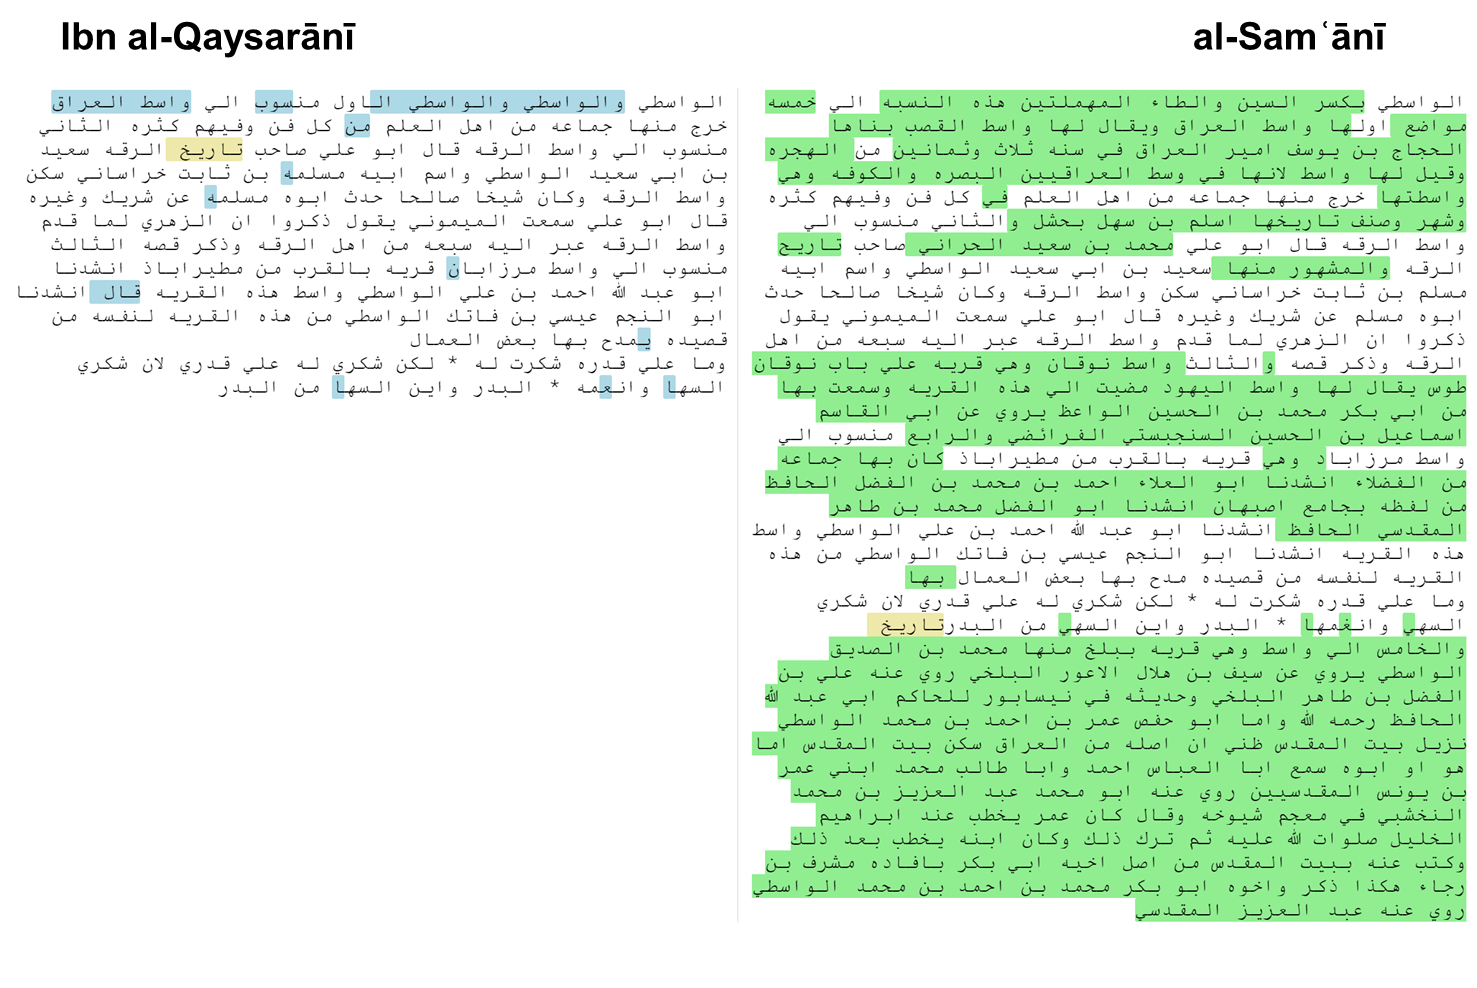 Ibn al-Qaysarānī
الواسطي والواسطي والواسطي الاول منسوب الي واسط العراق
خرج منها جماعه من اهل العلم من كل فن وفيهم كثره الثاني
منسوب الي واسط الرقه قال ابو علي صاحب تاريخ الرقه سعيد
بن ابي سعيد الواسطي واسم ابيه مسلمه بن ثابت خراساني سكن
واسط الرقه وكان شيخا صالحا حدث ابوه مسلمه عن شريك وغيره
قال ابو علي سمعت الميموني يقول ذكروا ان الزهري لما قدم
واسط الرقه عبر اليه سبعه من اهل الرقه وذكر قصه الثالث
منسوب الي واسط مرزابان قريه بالقرب من مطيراباذ انشدنا
ابو عبد الله احمد بن علي الواسطي واسط هذه القريه قال انشدنا
ابو النجم عيسي بن فاتك الواسطي من هذه القريه لنفسه من
قصيده يمدح بها بعض العمال
وما علي قدره شكرت له * لكن شكري له علي قدري لان شكري
السها وانعمه * البدر واين السها من البدر
al-Samʿānī
الواسطي بكسر السين والطاء المهملتين هذه النسبه الي خمسه
مواضع اولها واسط العراق ويقال لها واسط القصب بناها
الحجاج بن يوسف امير العراق في سنه ثلاث وثمانين من الهجره
وقيل لها واسط لانها في وسط العراقيين البصره والكوفه وهي
واسطتها خرج منها جماعه من اهل العلم في كل فن وفيهم كثره
وشهر وصنف تاريخها اسلم بن سهل بحشل والثاني منسوب الي
واسط الرقه قال ابو علي محمد بن سعيد الحراني صاحب تاريح
الرقه والمشهور منها سعيد بن ابي سعيد الواسطي واسم ابيه
مسلم بن ثابت خراساني سكن واسط الرقه وكان شيخا صالحا حدث
ابوه مسلم عن شريك وغيره قال ابو علي سمعت الميموني يقول
ذكروا ان الزهري لما قدم واسط الرقه عبر اليه سبعه من اهل
الرقه وذكر قصه والثالث واسط نوقان وهي قريه علي باب نوقان
طوس يقال لها واسط اليهود مضيت الي هذه القريه وسمعت بها
من ابي بكر محمد بن الحسين الواعظ يروي عن ابي القاسم
اسماعيل بن الحسين السنجبستي الفرائضي والرابع منسوب الي
واسط مرزاباد وهي قريه بالقرب من مطيراباذ كان بها جماعه
من الفضلاء انشدنا ابو العلاء احمد بن محمد بن الفضل الحافظ
من لفظه بجامع اصبهان انشدنا ابو الفضل محمد بن طاهر
المقدسي الحافظ انشدنا ابو عبد الله احمد بن علي الواسطي واسط
هذه القريه انشدنا ابو النجم عيسي بن فاتك الواسطي من هذه
القريه لنفسه من قصيده مدح بها بعض العمال بها
وما علي قدره شكرت له * لكن شكري له علي قدري لان شكري
السهي وانغمها * البدر واين السهي من البدرتاريخ
والخامس الي واسط وهي قريه ببلخ منها محمد بن الصديق
الواسطي يروي عن سيف بن هلال الاعور البلخي روي عنه علي بن
الفضل بن طاهر البلخي وحديثه في نيسابور للحاكم ابي عبد الله
الحافظ رحمه الله واما ابو حفص عمر بن احمد بن محمد الواسطي
نزيل بيت المقدس ظني ان اصله من العراق سكن بيت المقدس اما
هو او ابوه سمع ابا العباس احمد وابا طالب محمد ابني عمر
بن يونس المقدسيين روي عنه ابو محمد عبد العزيز بن محمد
النخشبي في معجم شيوخه وقال كان عمر يخطب عند ابراهيم
الخليل صلوات الله عليه ثم ترك ذلك وكان ابنه يخطب بعد ذلك
وكتب عنه ببيت المقدس من اصل اخيه ابي بكر بافاده مشرف بن
رجاء هكذا ذكر واخوه ابو بكر محمد بن احمد بن محمد الواسطي
روي عنه عبد العزيز المقدسي